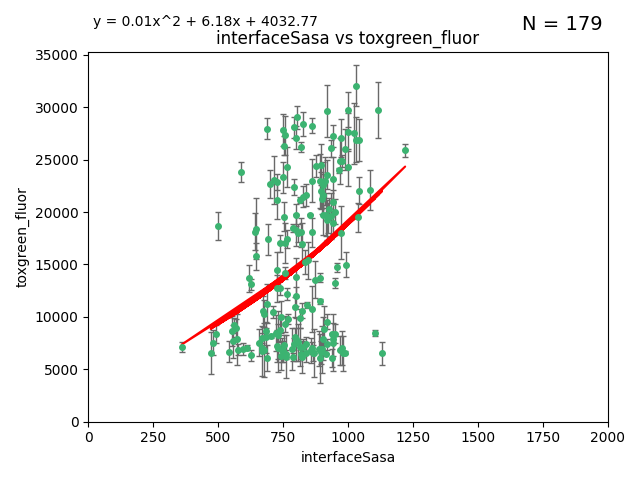 y = 0.01x^2 + 6.18x + 4032.77
N = 179
interfaceSasa vs toxgreen_fluor
35000
30000
25000
20000
15000
10000
5000
0
toxgreen_fluor
0 250 500 750 1000 1250 1500 1750 2000
interfaceSasa